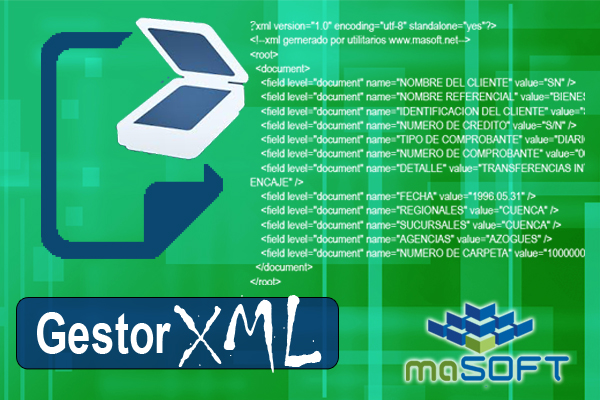 ?xml version="1.0" encoding="utf-8" standalone="yes"?>
<!--xml gemerado por utilitarios www.masoft.net-->
<root>
<document>
<field level="document" name="NOMBRE DEL CLIENTE" value="SN" />
<field level="document" name="NOMBRE REFERENCIAL" value="BIENES
<field level="document" name="IDENTIFICACION DEL CLIENTE" value="S
<field level="document" name="NUMERO DE CREDITO" value="S/N" />
<field level="document" name="TIPO DE COMPROBANTE" value="DIARIO
<field level="document" name="NUMERO DE COMPROBANTE" value="00
<field level="document" name="DETALLE" value="TRANSFERENCIAS INT
ENCAJE" />
<field level="document" name="FECHA" value="1996.05.31" />
<field level="document" name="REGIONALES" value="CUENCA" />
<field level="document" name="SUCURSALES" value="CUENCA" />
<field level="document" name="AGENCIAS" value="AZOGUES" />
<field level="document" name="NUMERO DE CARPETA" value="1000000
</document>
</root>
Gestor XML
maSOFT